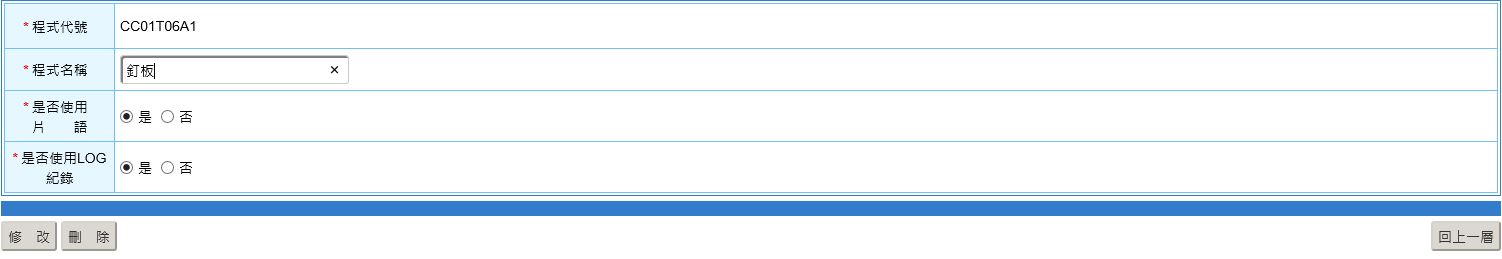 * 程式代號 CC01T06A1
* 程式名稱 釘板 ×
* 是否使用
片　　語 是 否
* 是否使用LOG
紀錄 是 否
修　改 刪　除 回上一層